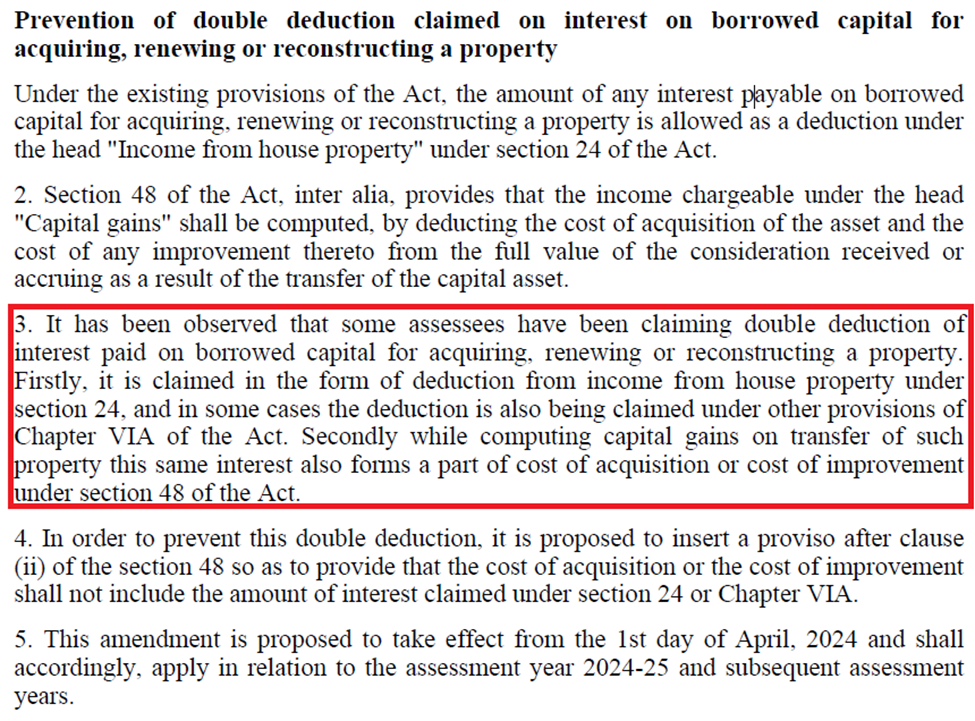 Prevention of double deduction claimed on interest on borrowed capital for
acquiring, renewing or reconstructing a property
Under the existing provisions of the Act, the amount of any interest payable on borrowed
capital for acquiring, renewing or reconstructing a property is allowed as a deduction under
the head "Income from house property" under section 24 of the Act.
2. Section 48 of the Act, inter alia, provides that the income chargeable under the head
"Capital gains" shall be computed, by deducting the cost of acquisition of the asset and the
cost of any improvement thereto from the full value of the consideration received or
accruing as a result of the transfer of the capital asset.
3. It has been observed that some assessees have been claiming double deduction of
interest paid on borrowed capital for acquiring, renewing or reconstructing a property.
Firstly, it is claimed in the form of deduction from income from house property under
section 24, and in some cases the deduction is also being claimed under other provisions of
Chapter VIA of the Act. Secondly while computing capital gains on transfer of such
property this same interest also forms a part of cost of acquisition or cost of improvement
under section 48 of the Act.
4. In order to prevent this double deduction, it is proposed to insert a proviso after clause
(ii) of the section 48 so as to provide that the cost of acquisition or the cost of improvement
shall not include the amount of interest claimed under section 24 or Chapter VIA.
5. This amendment is proposed to take effect from the 1st day of April, 2024 and shall
accordingly, apply in relation to the assessment year 2024-25 and subsequent assessment
years.